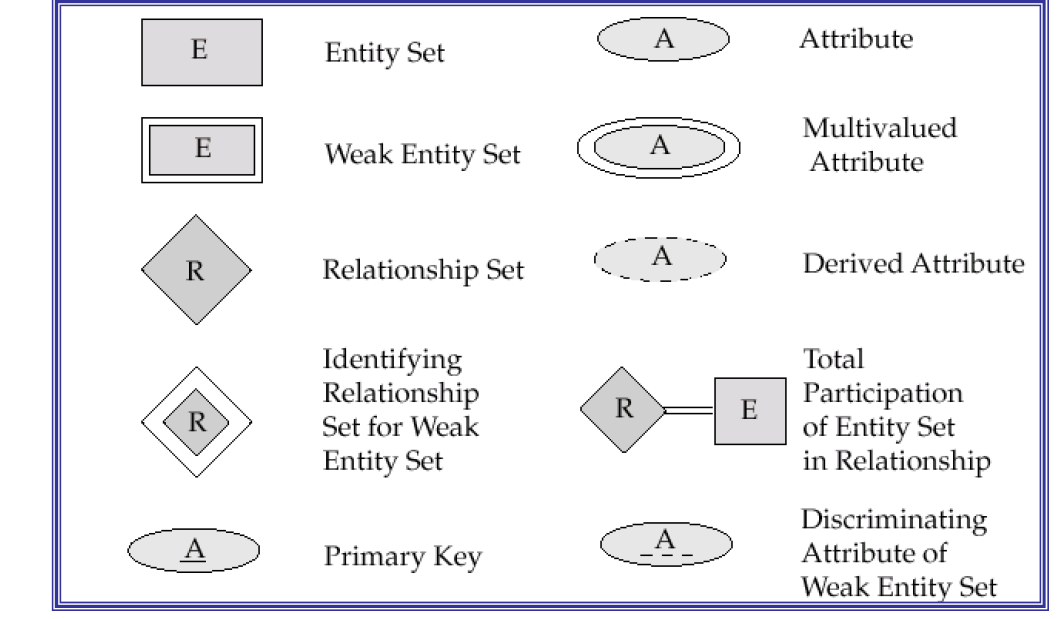 E
Entity Set
A
Attribute
E
Weak Entity Set
A
Multivalued
Attribute
R
Relationship Set
A
Derived Attribute
R
Identifying
Relationship
Set for Weak
Entity Set
R
E
Total
Participation
of Entity Set
in Relationship
A
Primary Key
A
Discriminating
Attribute of
Weak Entity Set